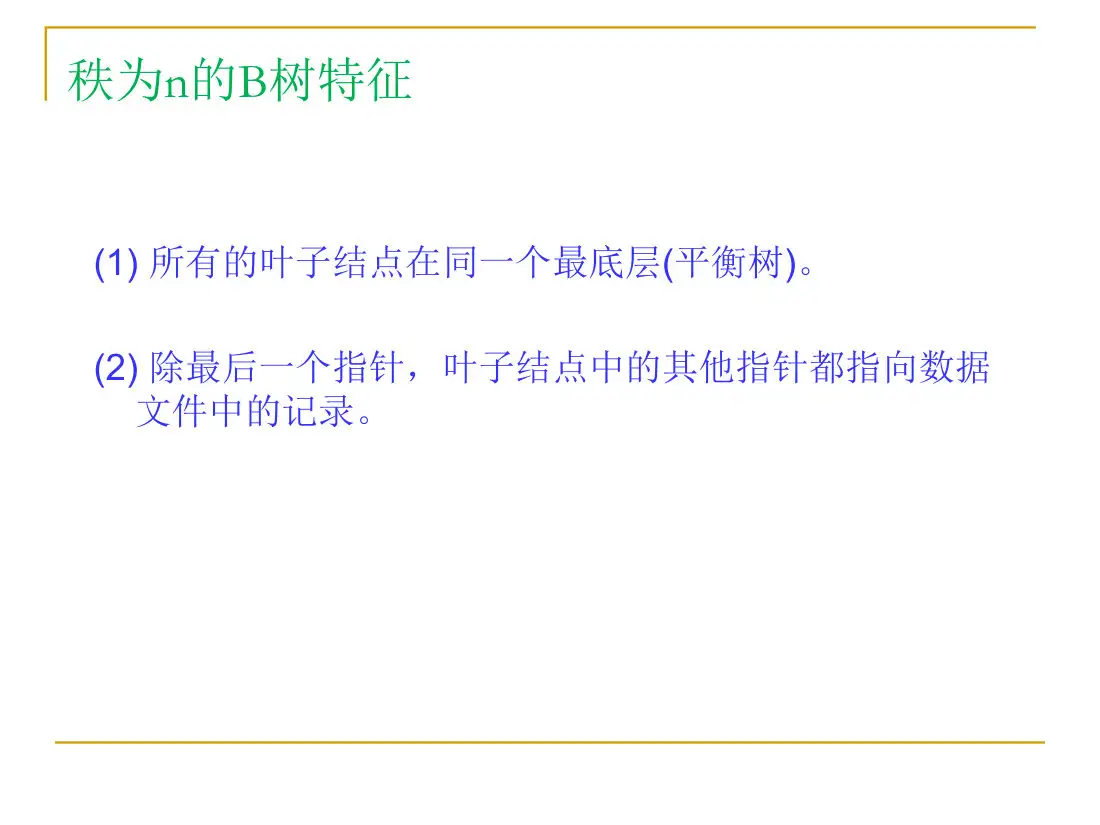 秩为n的B树特征
(1) 所有的叶子结点在同一个最底层(平衡树)。
(2) 除最后一个指针，叶子结点中的其他指针都指向数据
文件中的记录。